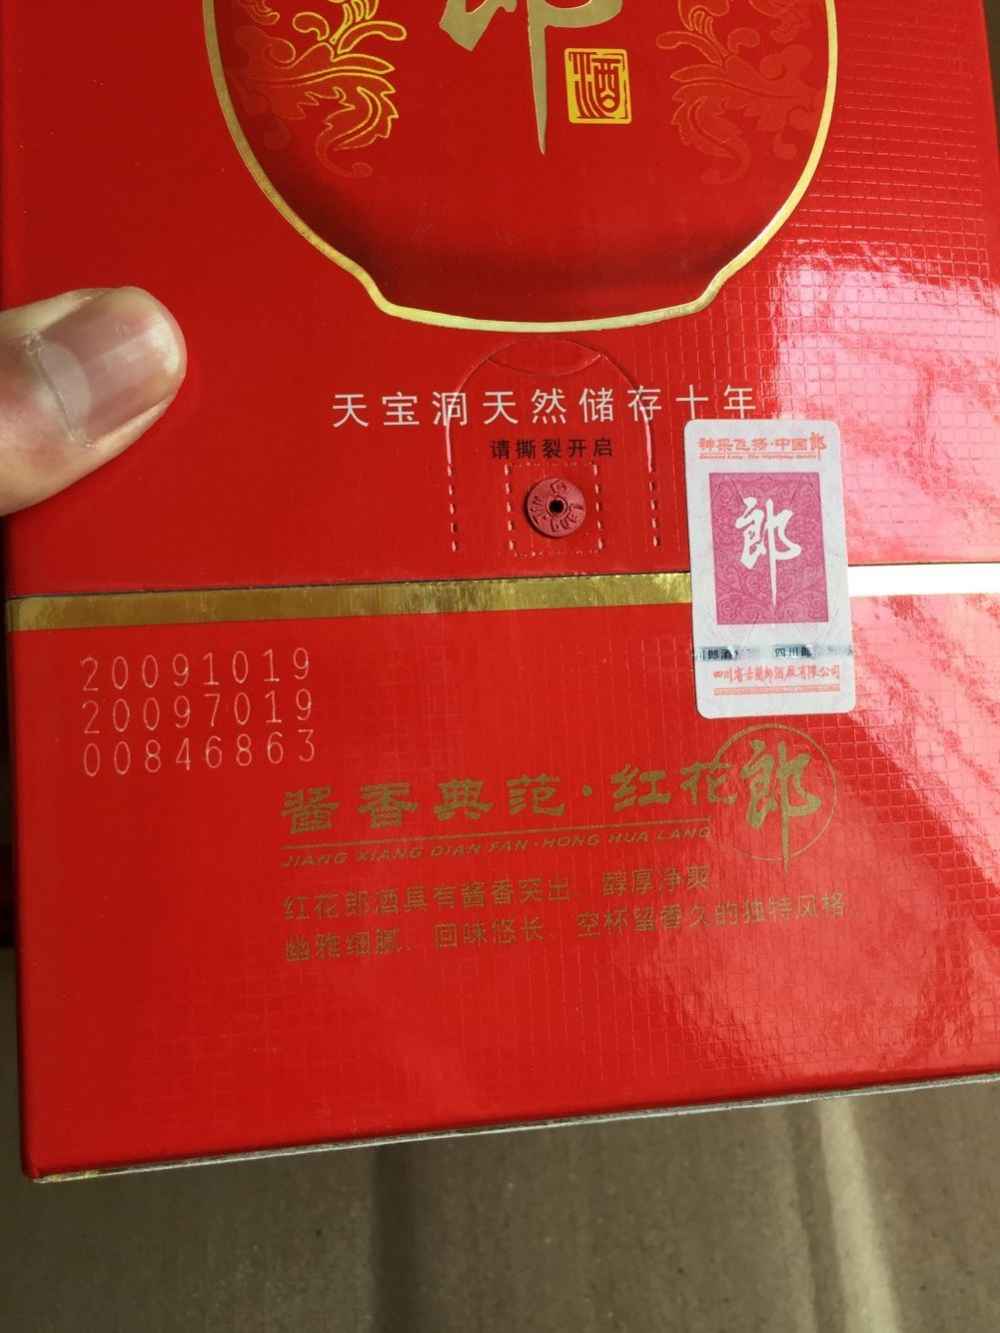 郎
酒
天宝洞天然储存十年
请撕裂开启
神采飞扬·中国郎
郎
四川省古蔺郎酒厂有限公司
20091019
20097019
00846863
酱香典范·红花郎
JIANG XIANG DIAN FAN·HONG HUA LANG
红花郎酒具有酱香突出、醇厚净爽、
幽雅细腻、回味悠长、空杯留香久的独特风格